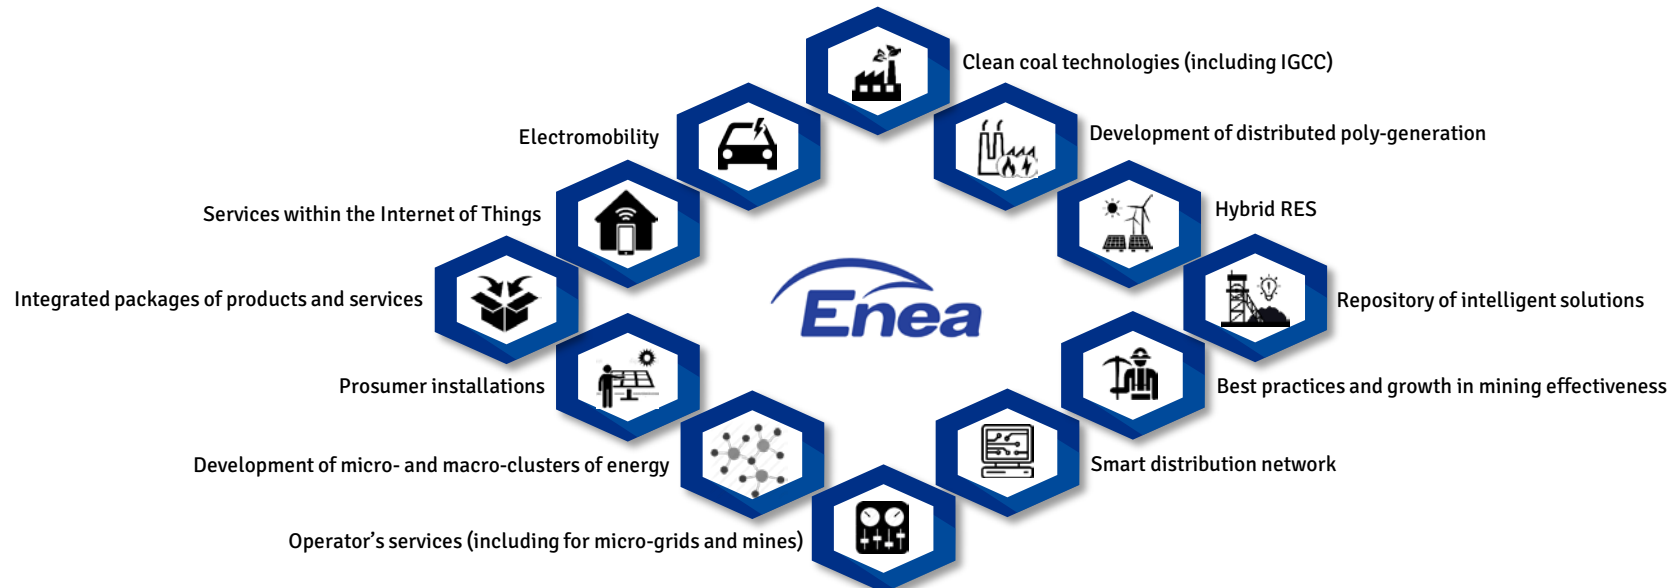 Clean coal technologies (including IGCC)
Electromobility
Development of distributed poly-generation
Services within the Internet of Things
Hybrid RES
Integrated packages of products and services
Enea
Repository of intelligent solutions
Prosumer installations
Best practices and growth in mining effectiveness
Development of micro- and macro-clusters of energy
Smart distribution network
Operator’s services (including for micro-grids and mines)